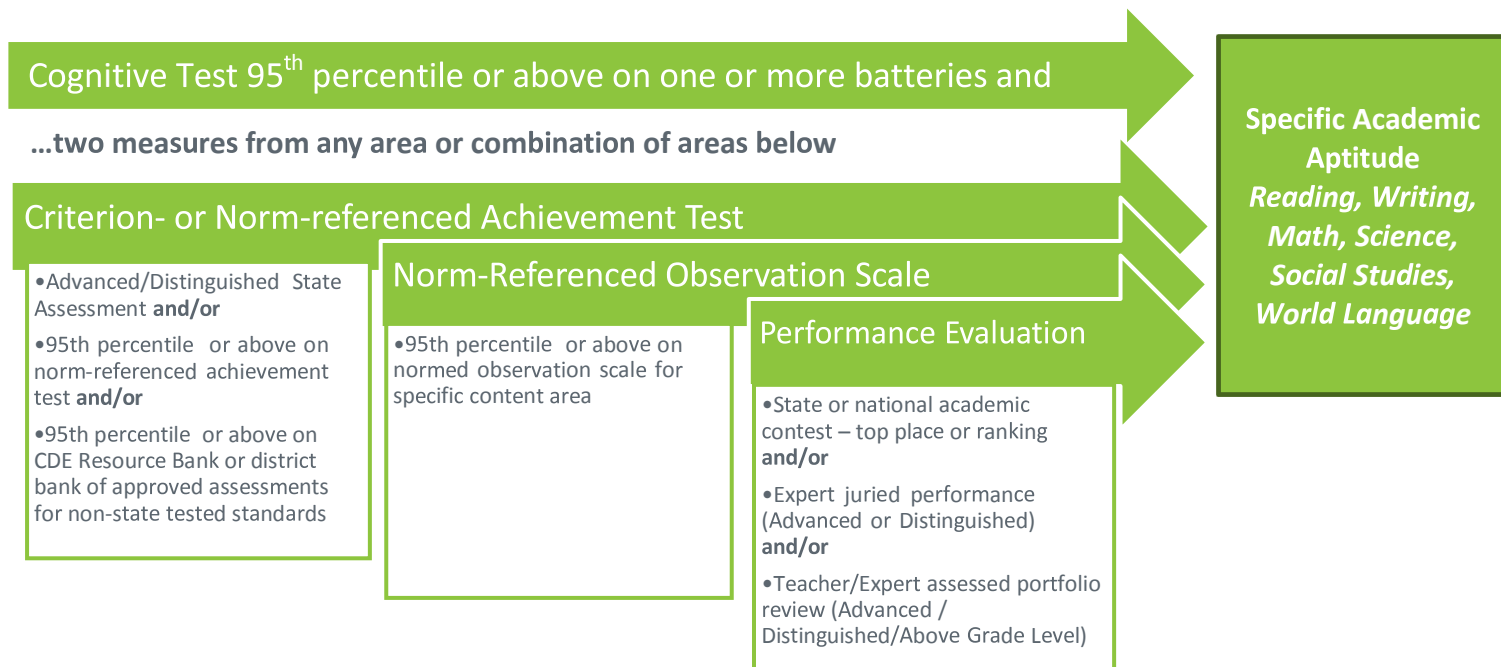 Cognitive Test 95th percentile or above on one or more batteries and
...two measures from any area or combination of areas below
Criterion- or Norm-referenced Achievement Test
•Advanced/Distinguished State
Assessment and/or
•95th percentile or above on
norm-referenced achievement
test and/or
•95th percentile or above on
CDE Resource Bank or district
bank of approved assessments
for non-state tested standards
Norm-Referenced Observation Scale
•95th percentile or above on
normed observation scale for
specific content area
Performance Evaluation
•State or national academic
contest – top place or ranking
and/or
•Expert juried performance
(Advanced or Distinguished)
and/or
•Teacher/Expert assessed portfolio
review (Advanced /
Distinguished/Above Grade Level)
Specific Academic
Aptitude
Reading, Writing,
Math, Science,
Social Studies,
World Language